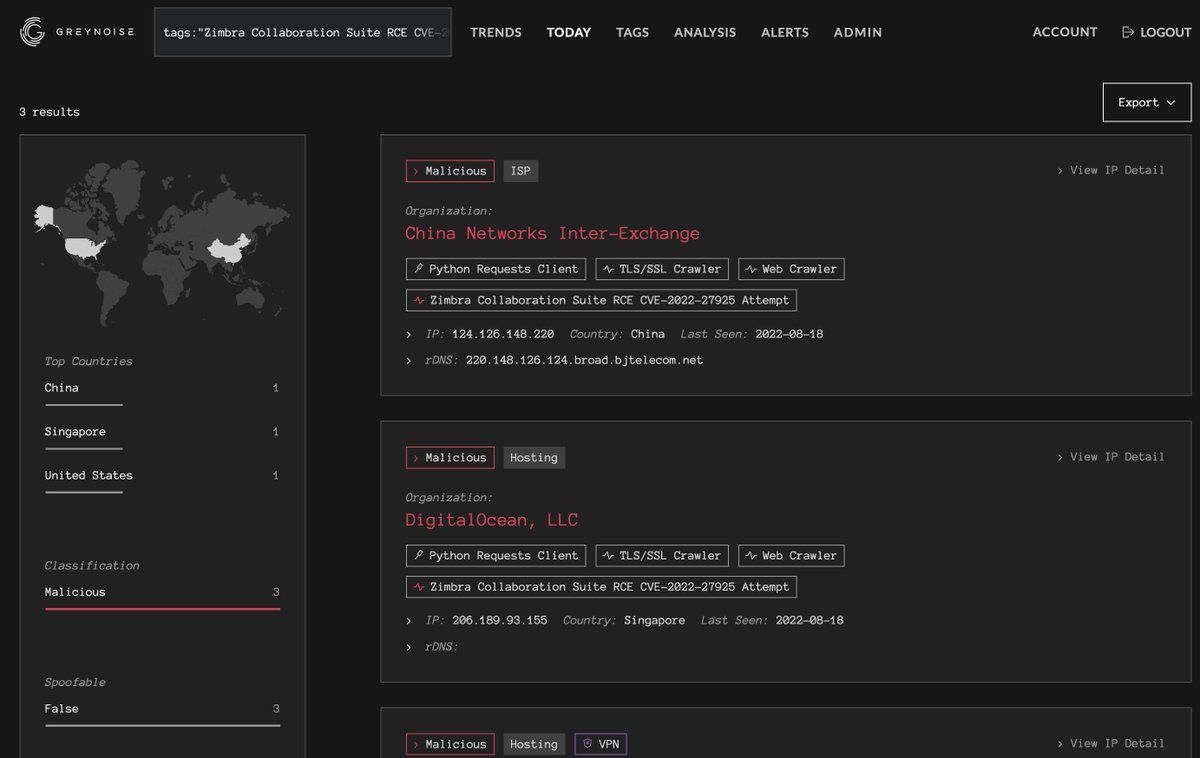 GREYNOISE
tags:"Zimbra Collaboration Suite RCE CVE-2
TRENDS TODAY TAGS ANALYSIS ALERTS ADMIN
ACCOUNT LOGOUT
3 results
Export
Top Countries
China 1
Singapore 1
United States 1
Classification
Malicious 3
Spoofable
False 3
Malicious ISP
View IP Detail
Organization:
China Networks Inter-Exchange
Python Requests Client TLS/SSL Crawler Web Crawler
Zimbra Collaboration Suite RCE CVE-2022-27925 Attempt
IP: 124.126.148.220 Country: China Last Seen: 2022-08-18
rDNS: 220.148.126.124.broad.bjtelecom.net
Malicious Hosting
View IP Detail
Organization:
DigitalOcean, LLC
Python Requests Client TLS/SSL Crawler Web Crawler
Zimbra Collaboration Suite RCE CVE-2022-27925 Attempt
IP: 206.189.93.155 Country: Singapore Last Seen: 2022-08-18
rDNS:
Malicious Hosting VPN
View IP Detail